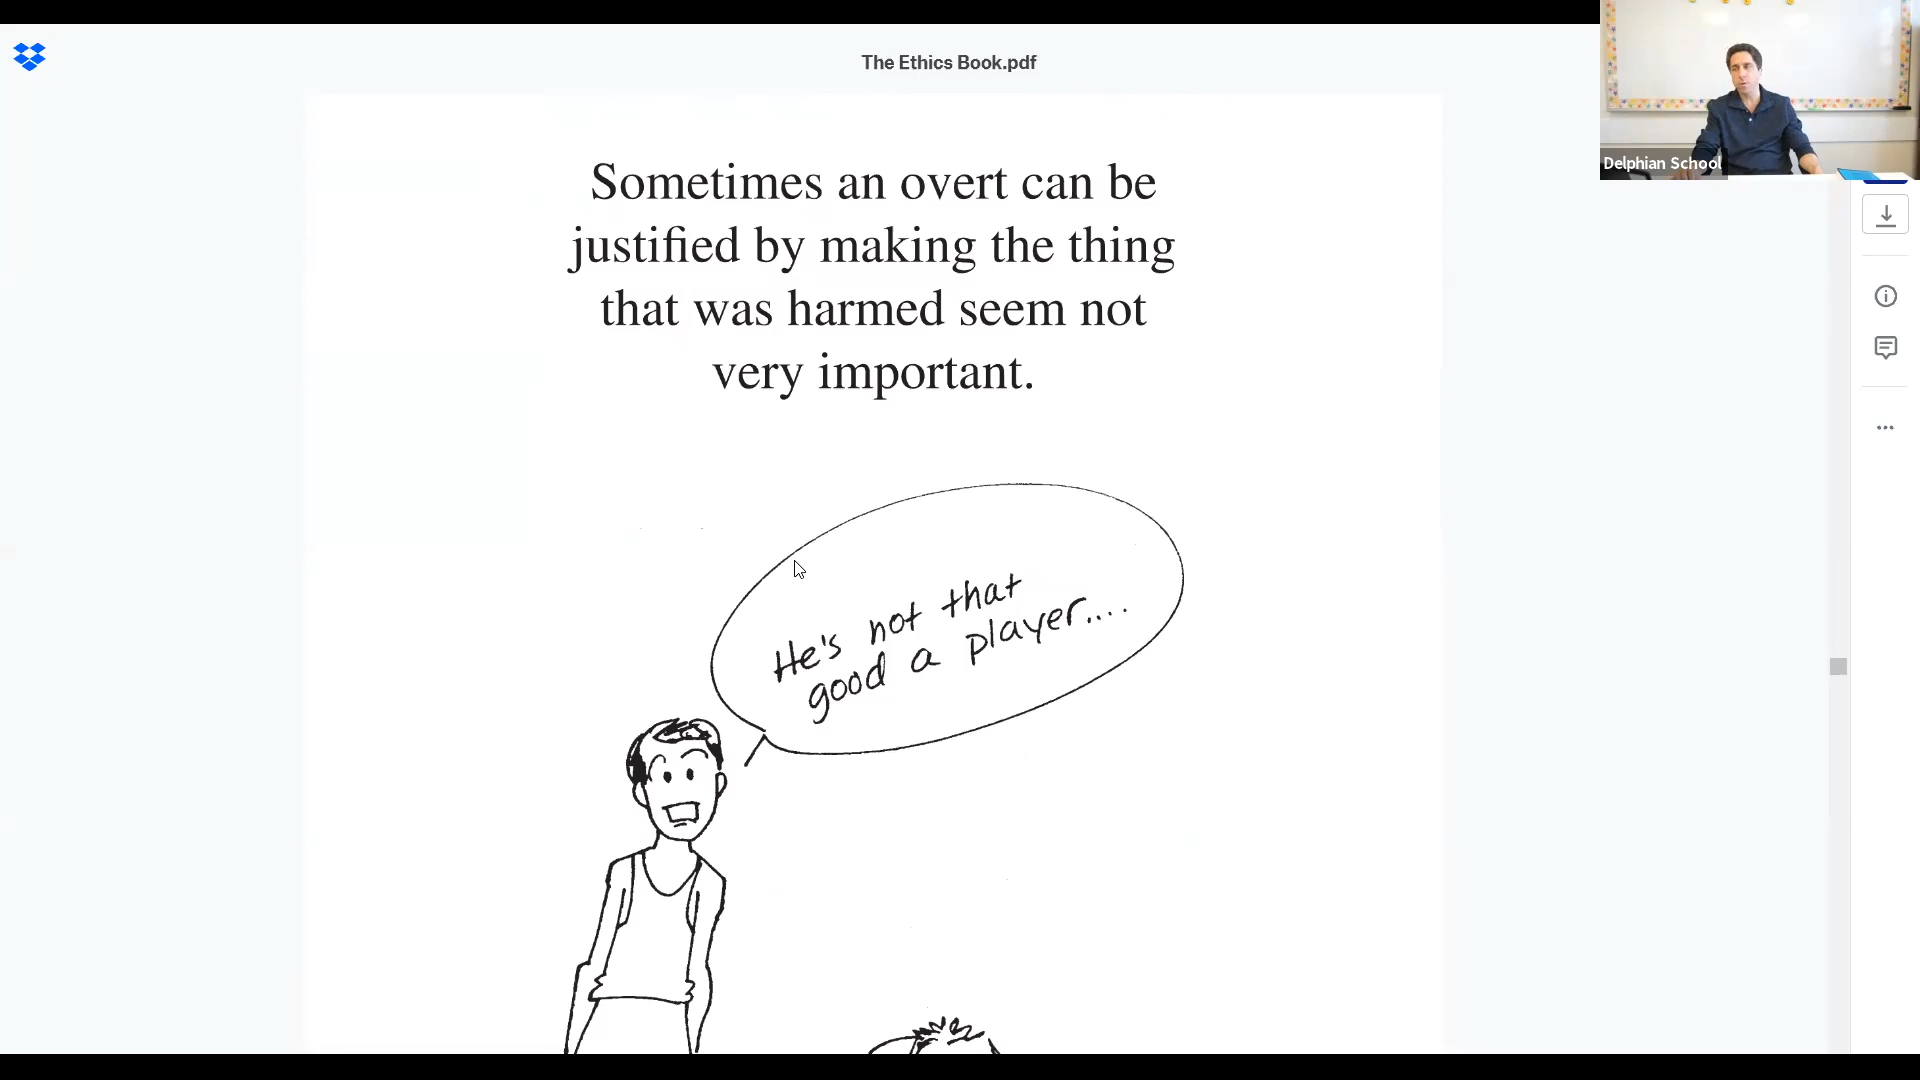 The Ethics Book.pdf
Delphian School
Sometimes an overt can be
justified by making the thing
that was harmed seem not
very important.
He's not that
good a player....